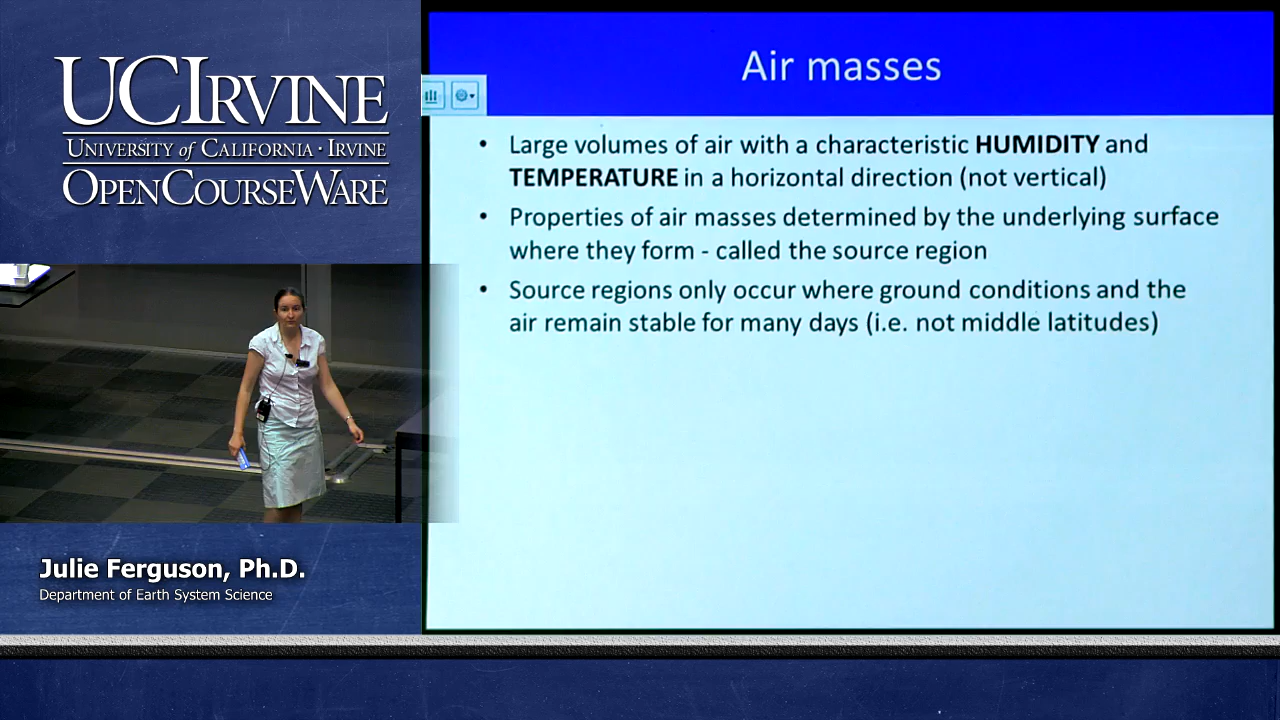 UCIRVINE
UNIVERSITY of CALIFORNIA · IRVINE
OPENCOURSEWARE
Julie Ferguson, Ph.D.
Department of Earth System Science
Air masses
• Large volumes of air with a characteristic HUMIDITY and
TEMPERATURE in a horizontal direction (not vertical)
• Properties of air masses determined by the underlying surface
where they form - called the source region
• Source regions only occur where ground conditions and the
air remain stable for many days (i.e. not middle latitudes)